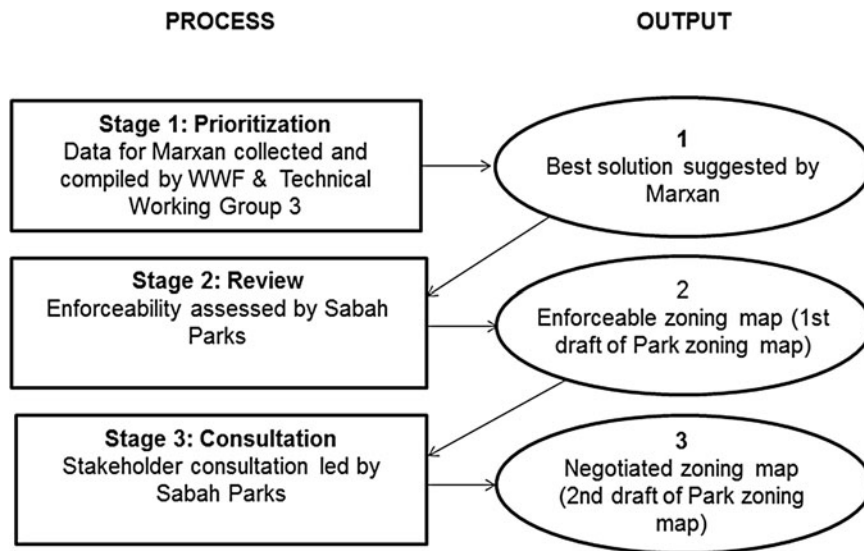 PROCESS
OUTPUT
Stage 1: Prioritization
Data for Marxan collected and
compiled by WWF & Technical
Working Group 3
1
Best solution suggested by
Marxan
Stage 2: Review
Enforceability assessed by Sabah
Parks
2
Enforceable zoning map (1st
draft of Park zoning map)
Stage 3: Consultation
Stakeholder consultation led by
Sabah Parks
3
Negotiated zoning map
(2nd draft of Park zoning
map)